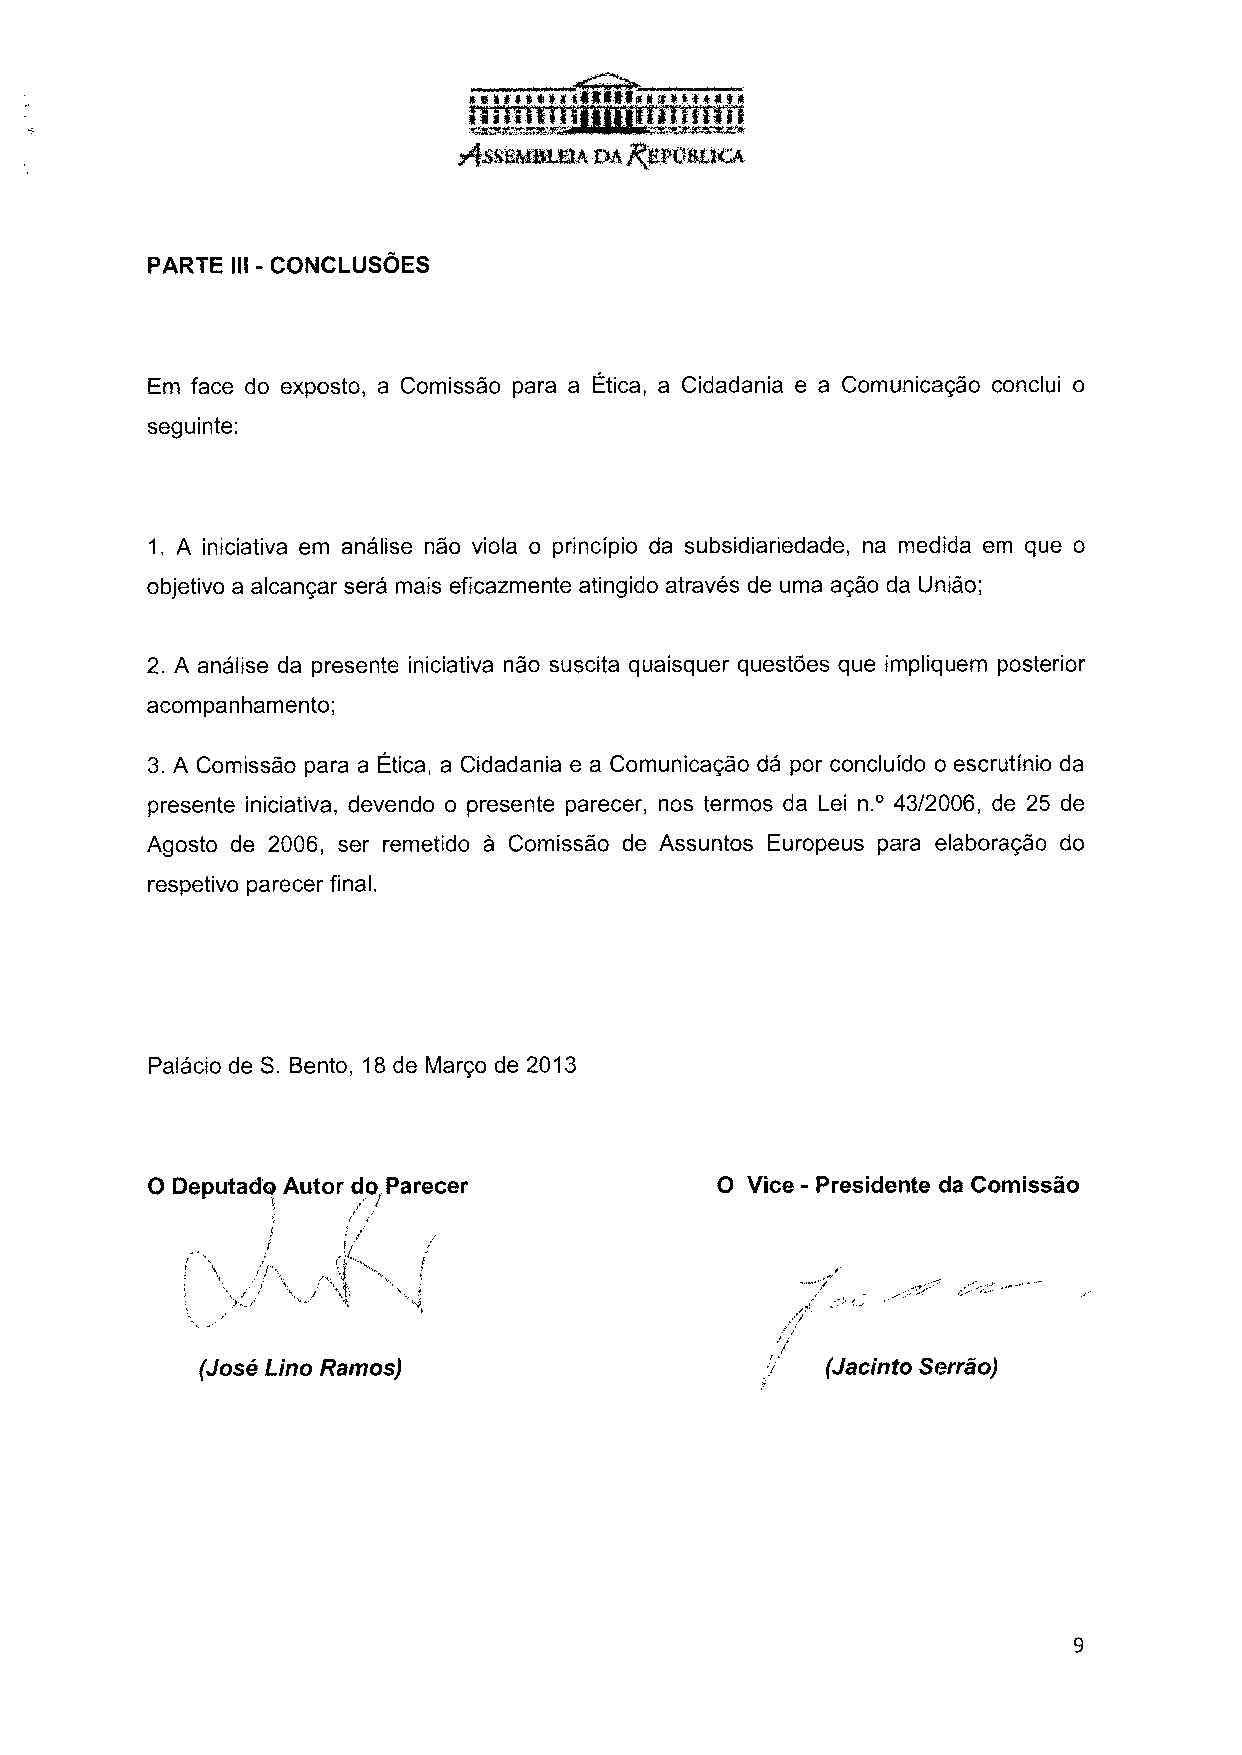 ASSEMBLEIA DA REPÚBLICA
PARTE III - CONCLUSÕES
Em face do exposto, a Comissão para a Ética, a Cidadania e a Comunicação conclui o
seguinte:
1. A iniciativa em análise não viola o princípio da subsidiariedade, na medida em que o
objetivo a alcançar será mais eficazmente atingido através de uma ação da União;
2. A análise da presente iniciativa não suscita quaisquer questões que impliquem posterior
acompanhamento;
3. A Comissão para a Ética, a Cidadania e a Comunicação dá por concluído o escrutínio da
presente iniciativa, devendo o presente parecer, nos termos da Lei n.º 43/2006, de 25 de
Agosto de 2006, ser remetido à Comissão de Assuntos Europeus para elaboração do
respetivo parecer final.
Palácio de S. Bento, 18 de Março de 2013
O Deputado Autor do Parecer O Vice - Presidente da Comissão
(José Lino Ramos) (Jacinto Serrão)
9